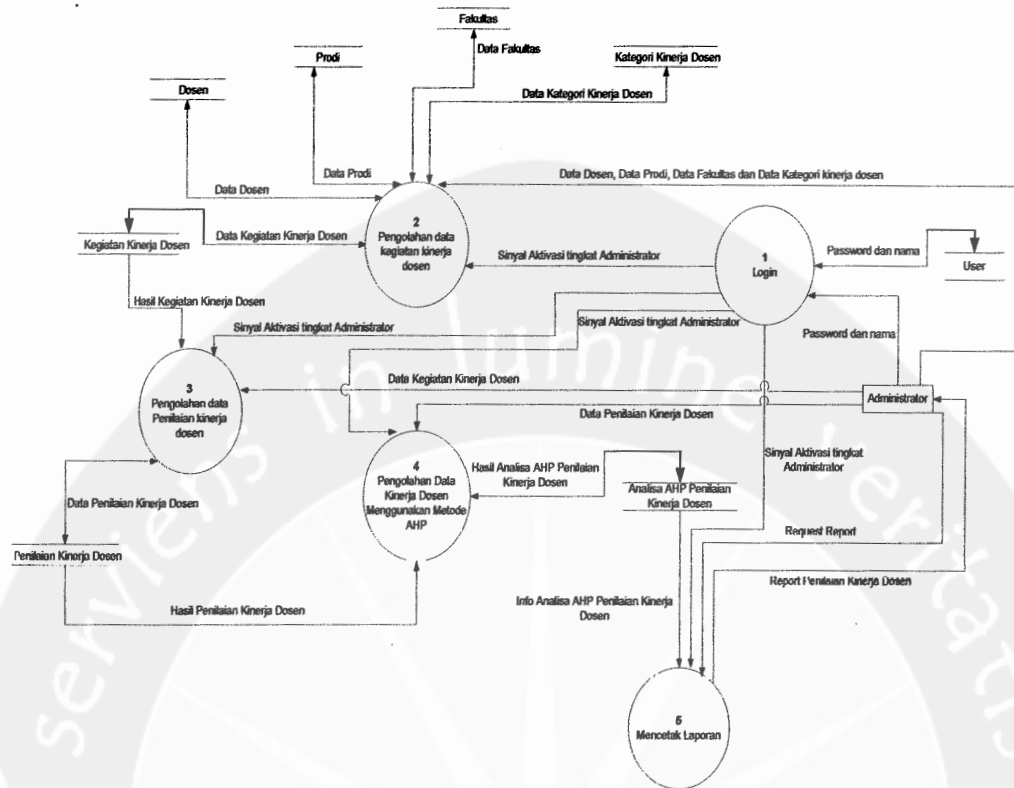 Fakultas
Data Fakultas
Prodi
Kategori Kinerja Dosen
Dosen
Data Kategori Kinerja Dosen
Data Prodi
Data Dosen, Data Prodi, Data Fakultas dan Data Kategori kinerja dosen
Data Dosen
2
Pengolahan data
kegiatan kinerja
dosen
Data Kegiatan Kinerja Dosen
Kegiatan Kinerja Dosen
1
Login
Password dan nama
User
Sinyal Aktivasi tingkat Administrator
Hasil Kegiatan Kinerja Dosen
Sinyal Aktivasi tingkat Administrator
Sinyal Aktivasi tingkat Administrator
Password dan nama
3
Pengolahan data
Penilaian kinerja
dosen
Data Kegiatan Kinerja Dosen
Administrator
Data Penilaian Kinerja Dosen
Sinyal Aktivasi tingkat
Administrator
4
Pengolahan Data
Kinerja Dosen
Menggunakan Metode
AHP
Hasil Analisa AHP Penilaian
Kinerja Dosen
Analisa AHP Penilaian
Kinerja Dosen
Data Penilaian Kinerja Dosen
Request Report
Penilaian Kinerja Dosen
Report Penilaian Kinerja Dosen
Hasil Penilaian Kinerja Dosen
Info Analisa AHP Penilaian Kinerja
Dosen
5
Mencetak Laporan
serviens in lumine veritatis